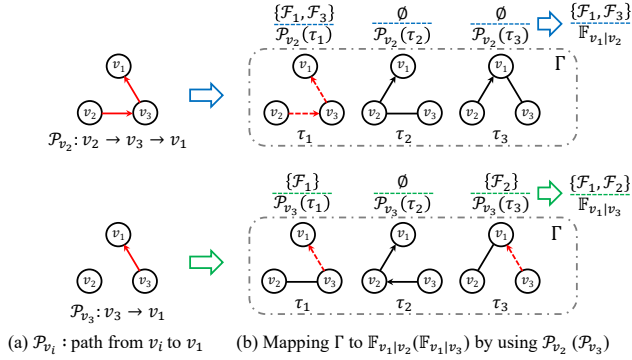 {ℱ₁, ℱ₃} ∅ ∅ {ℱ₁, ℱ₃}
𝒫ᵥ₂(τ₁) 𝒫ᵥ₂(τ₂) 𝒫ᵥ₂(τ₃) 𝔽ᵥ₁|ᵥ₂
Γ
v₁ v₁ v₁ v₁
v₂ v₃ v₂ v₃ v₂ v₃ v₂ v₃
𝒫ᵥ₂: v₂ → v₃ → v₁ τ₁ τ₂ τ₃
{ℱ₁} ∅ {ℱ₂} {ℱ₁, ℱ₂}
𝒫ᵥ₃(τ₁) 𝒫ᵥ₃(τ₂) 𝒫ᵥ₃(τ₃) 𝔽ᵥ₁|ᵥ₃
Γ
v₁ v₁ v₁ v₁
v₂ v₃ v₂ v₃ v₂ v₃ v₂ v₃
𝒫ᵥ₃: v₃ → v₁ τ₁ τ₂ τ₃
(a) 𝒫ᵥᵢ : path from vᵢ to v₁ (b) Mapping Γ to 𝔽ᵥ₁|ᵥ₂(𝔽ᵥ₁|ᵥ₃) by using 𝒫ᵥ₂ (𝒫ᵥ₃)